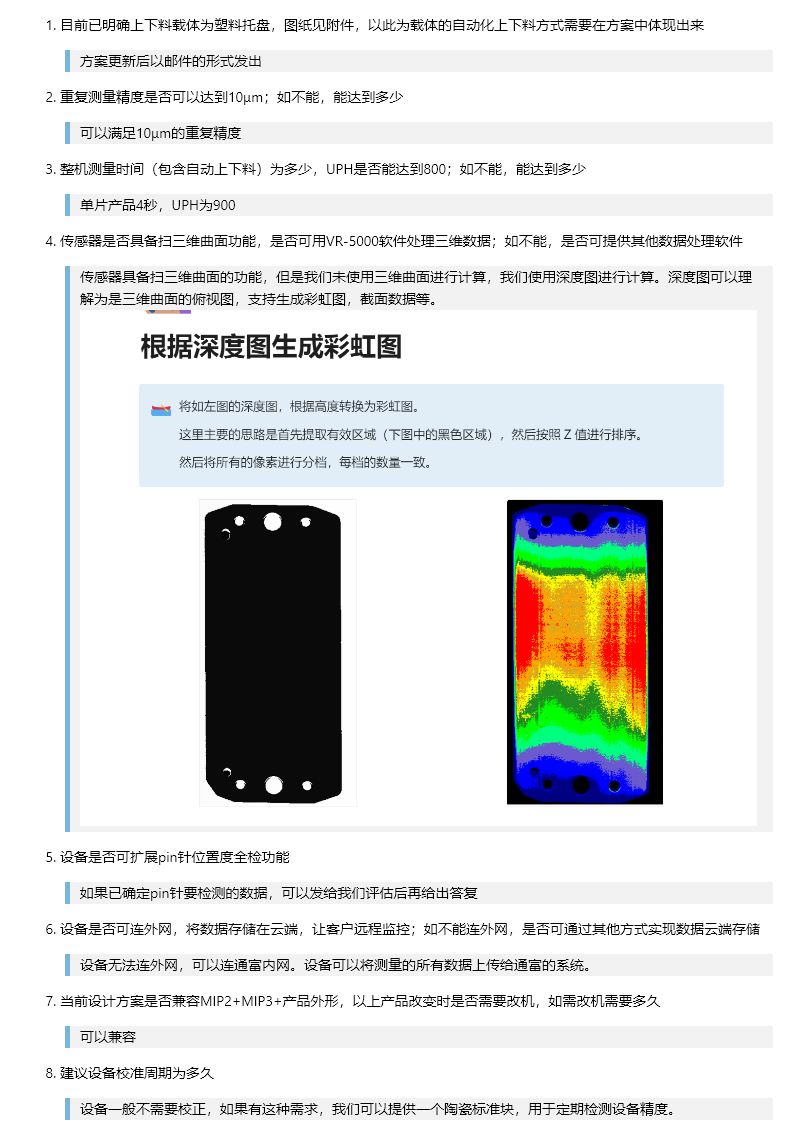 1. 目前已明确上下料载体为塑料托盘，图纸见附件，以此为载体的自动化上下料方式需要在方案中体现出来
方案更新后以邮件的形式发出
2. 重复测量精度是否可以达到10μm；如不能，能达到多少
可以满足10μm的重复精度
3. 整机测量时间（包含自动上下料）为多少，UPH是否能达到800；如不能，能达到多少
单片产品4秒，UPH为900
4. 传感器是否具备扫三维曲面功能，是否可用VR-5000软件处理三维数据；如不能，是否可提供其他数据处理软件
传感器具备扫三维曲面的功能，但是我们未使用三维曲面进行计算，我们使用深度图进行计算。深度图可以理
解为是三维曲面的俯视图，支持生成彩虹图，截面数据等。
根据深度图生成彩虹图
将如左图的深度图，根据高度转换为彩虹图。
这里主要的思路是首先提取有效区域（下图中的黑色区域），然后按照 Z 值进行排序。
然后将所有的像素进行分档，每档的数量一致。
5. 设备是否可扩展pin针位置度全检功能
如果已确定pin针要检测的数据，可以发给我们评估后再给出答复
6. 设备是否可连外网，将数据存储在云端，让客户远程监控；如不能连外网，是否可通过其他方式实现数据云端存储
设备无法连外网，可以连通富内网。设备可以将测量的所有数据上传给通富的系统。
7. 当前设计方案是否兼容MIP2+MIP3+产品外形，以上产品改变时是否需要改机，如需改机需要多久
可以兼容
8. 建议设备校准周期为多久
设备一般不需要校正，如果有这种需求，我们可以提供一个陶瓷标准块，用于定期检测设备精度。